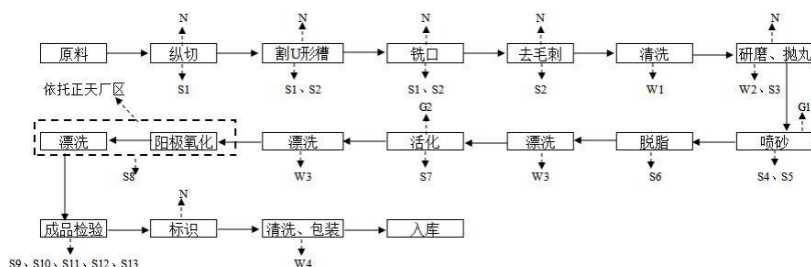 N N N N N
原料 纵切 割U形槽 铣口 去毛刺 清洗 研磨、抛丸
S1 S1、S2 S1、S2 S2 W1 W2、S3
依托正天厂区 G2 G1
漂洗 阳极氧化 漂洗 活化 漂洗 脱脂 喷砂
S8 W3 S7 W3 S6 S4、S5
N
成品检验 标识 清洗、包装 入库
S9、S10、S11、S12、S13 W4